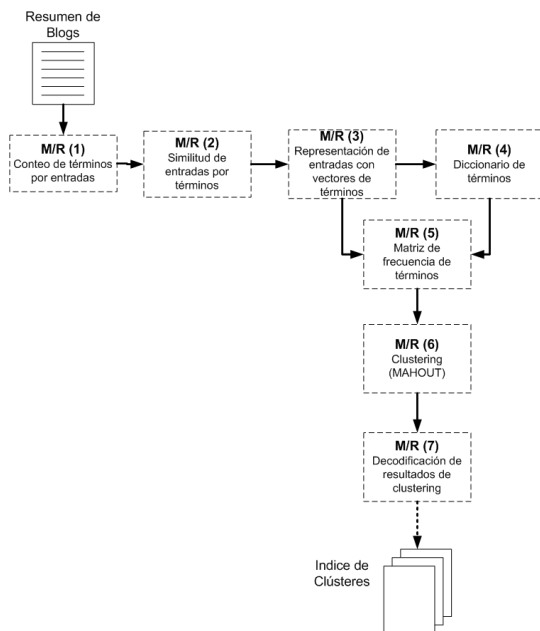 Resumen de
Blogs
M/R (1)
Conteo de términos
por entradas
M/R (2)
Similitud de
entradas por
términos
M/R (3)
Representación de
entradas con
vectores de
términos
M/R (4)
Diccionario de
términos
M/R (5)
Matriz de
frecuencia de
términos
M/R (6)
Clustering
(MAHOUT)
M/R (7)
Decodificación de
resultados de
clustering
Indice de
Clústeres